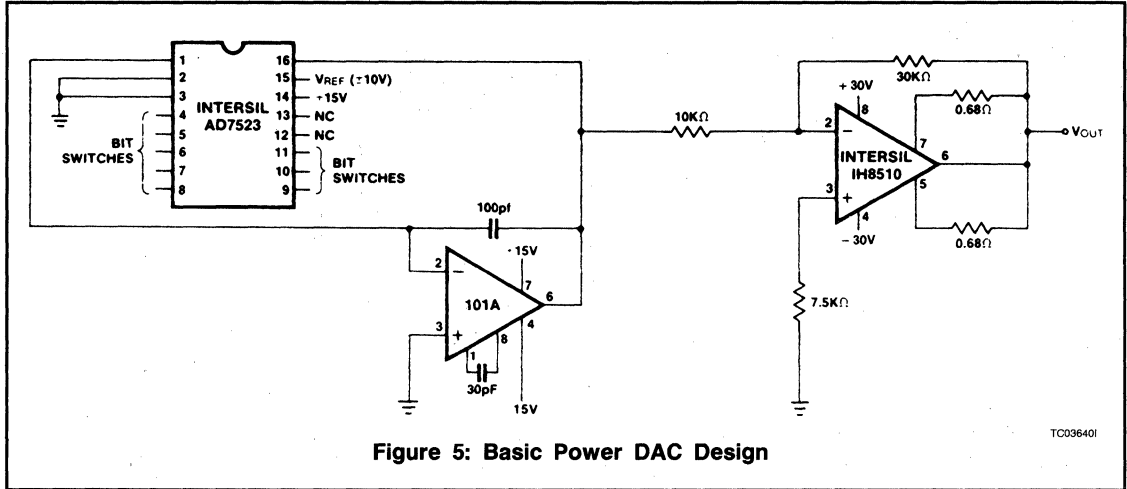 1
2
3
4
5
6
7
8
16
15
14
13
12
11
10
9
INTERSIL
AD7523
VREF (±10V)
+15V
NC
NC
BIT
SWITCHES
BIT
SWITCHES
100pf
-15V
2
−
7
101A
6
3
+
4
8
1
30pF
15V
10KΩ
30KΩ
+30V
8
0.68Ω
7
2
−
INTERSIL
IH8510
6
VOUT
3
+
5
4
−30V
0.68Ω
7.5KΩ
TC03640I
Figure 5: Basic Power DAC Design